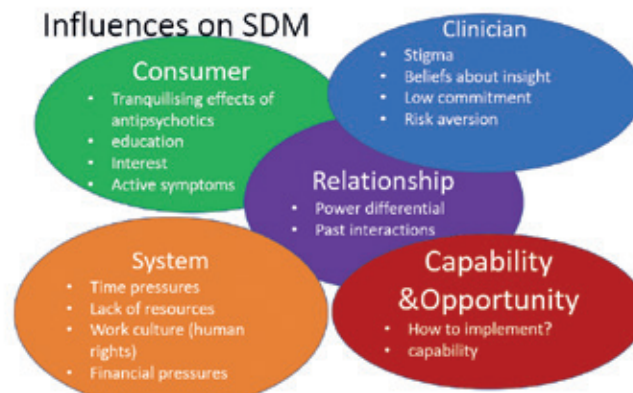 Influences on SDM
Consumer
• Tranquilising effects of
antipsychotics
• education
• Interest
• Active symptoms
Clinician
• Stigma
• Beliefs about insight
• Low commitment
• Risk aversion
Relationship
• Power differential
• Past interactions
System
• Time pressures
• Lack of resources
• Work culture (human
rights)
• Financial pressures
Capability
&Opportunity
• How to implement?
• capability